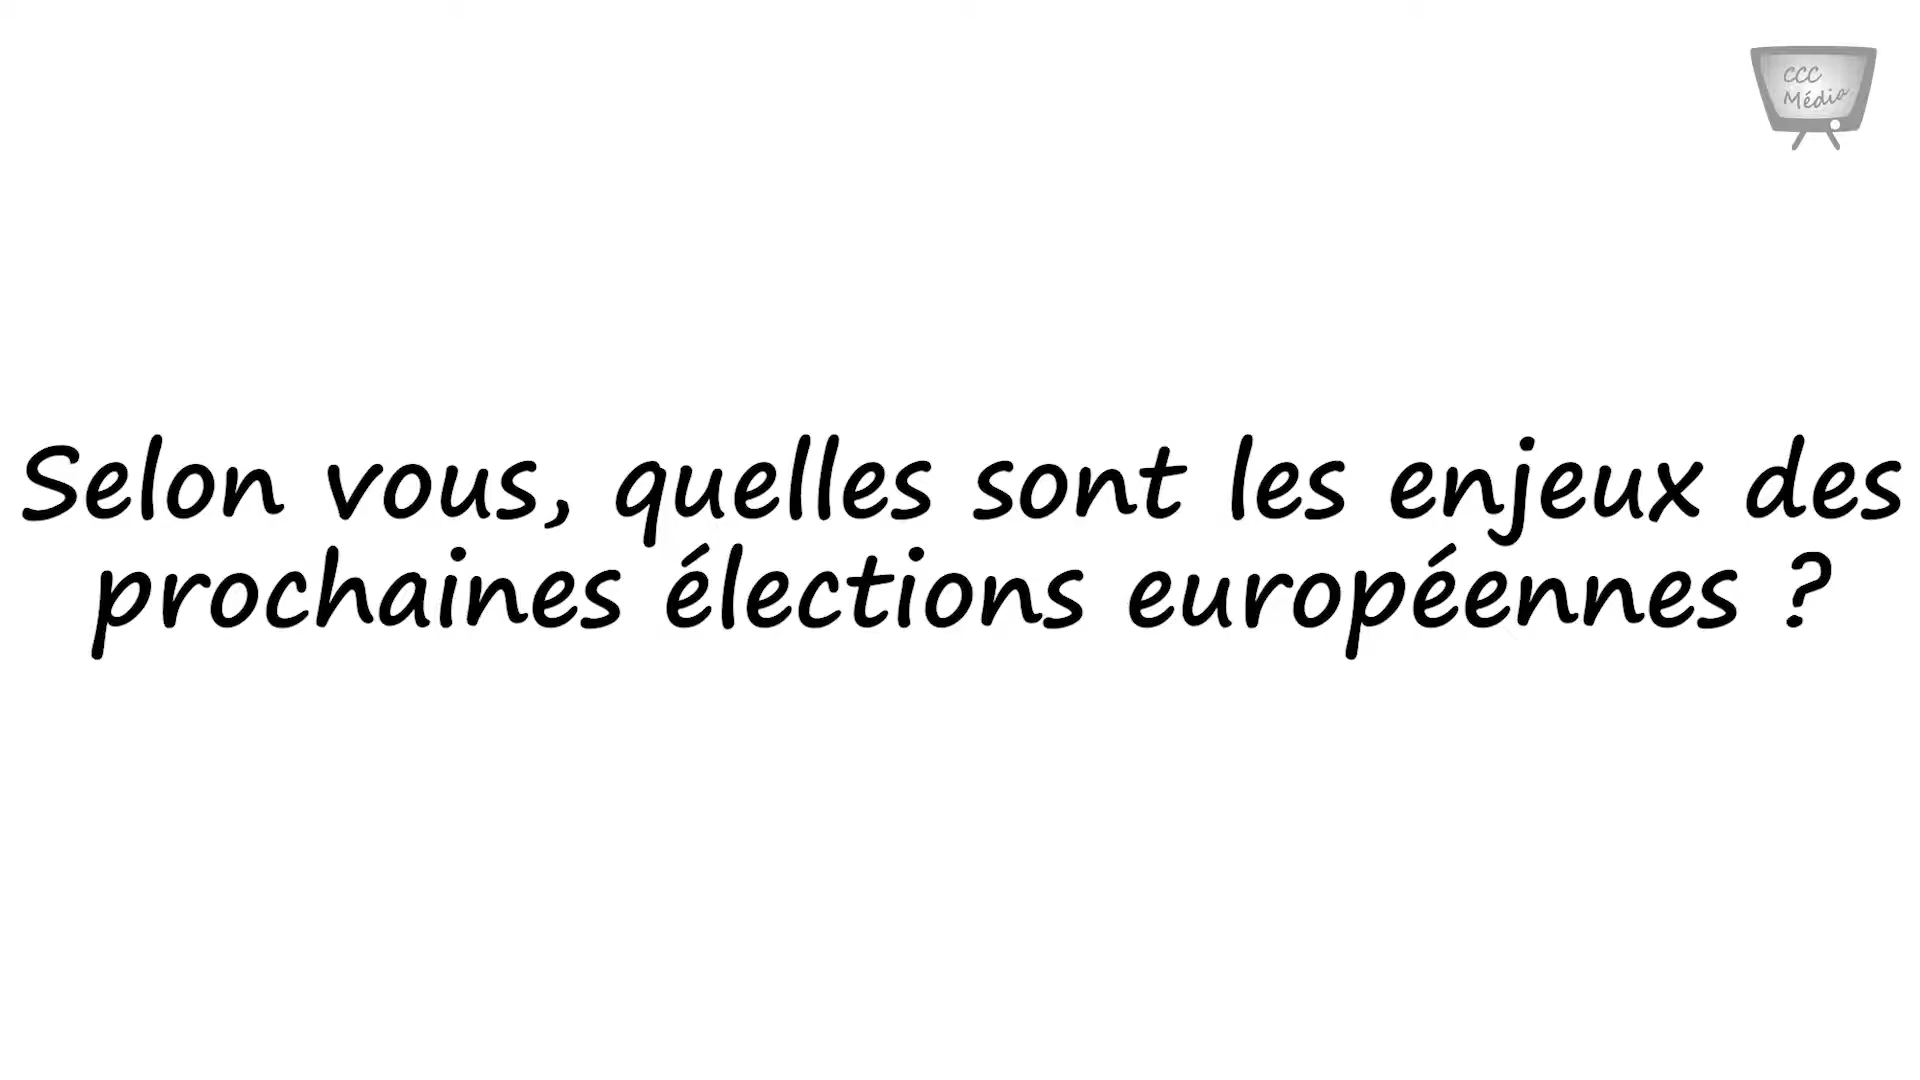 CCC
Média
Selon vous, quelles sont les enjeux des
prochaines élections européennes ?